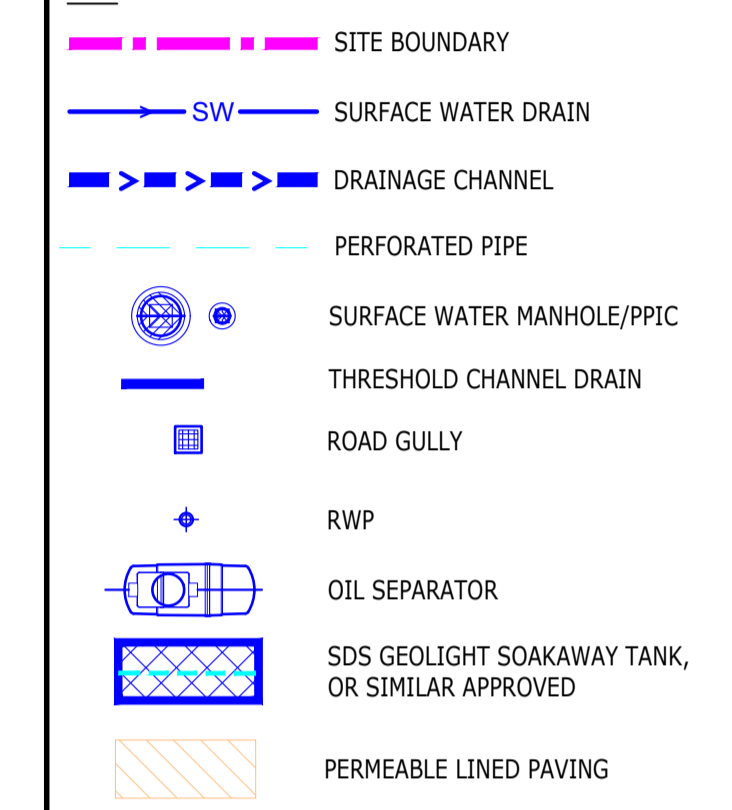 SITE BOUNDARY
SW SURFACE WATER DRAIN
DRAINAGE CHANNEL
PERFORATED PIPE
SURFACE WATER MANHOLE/PPIC
THRESHOLD CHANNEL DRAIN
ROAD GULLY
RWP
OIL SEPARATOR
SDS GEOLIGHT SOAKAWAY TANK,
OR SIMILAR APPROVED
PERMEABLE LINED PAVING